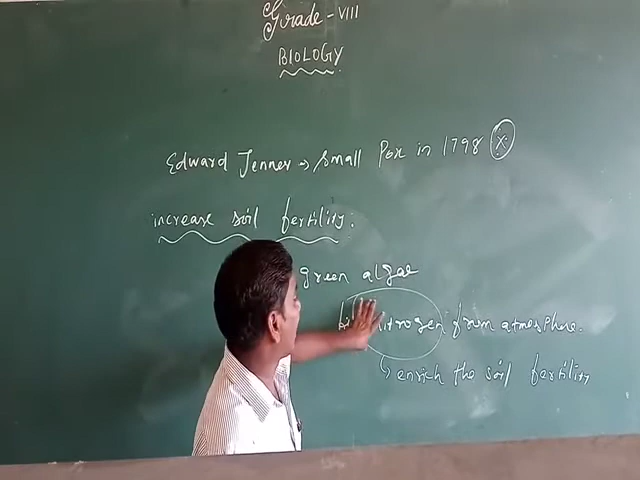 Grade - VIII
BIOLOGY
Edward Jenner → Small Pox in 1798 X
increase soil fertility.
green algae
nitrogen from atmosphere.
↳ enrich the soil fertility